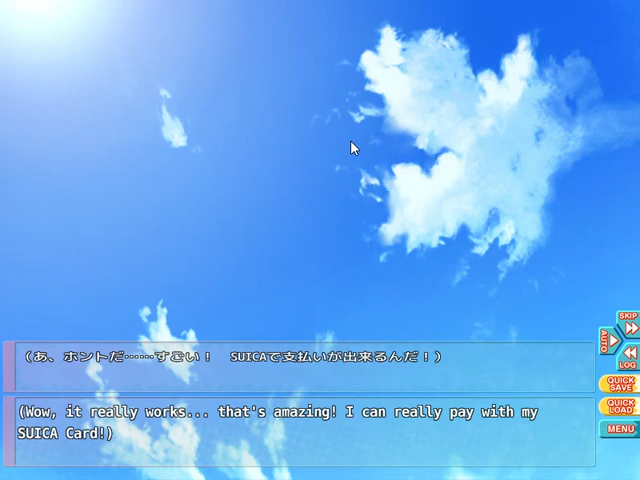 （あ、ホントだ……すごい！　SUICAで支払いが出来るんだ！）
(Wow, it really works... that's amazing! I can really pay with my
SUICA Card!)
SKIP
AUTO
LOG
QUICK
SAVE
QUICK
LOAD
MENU